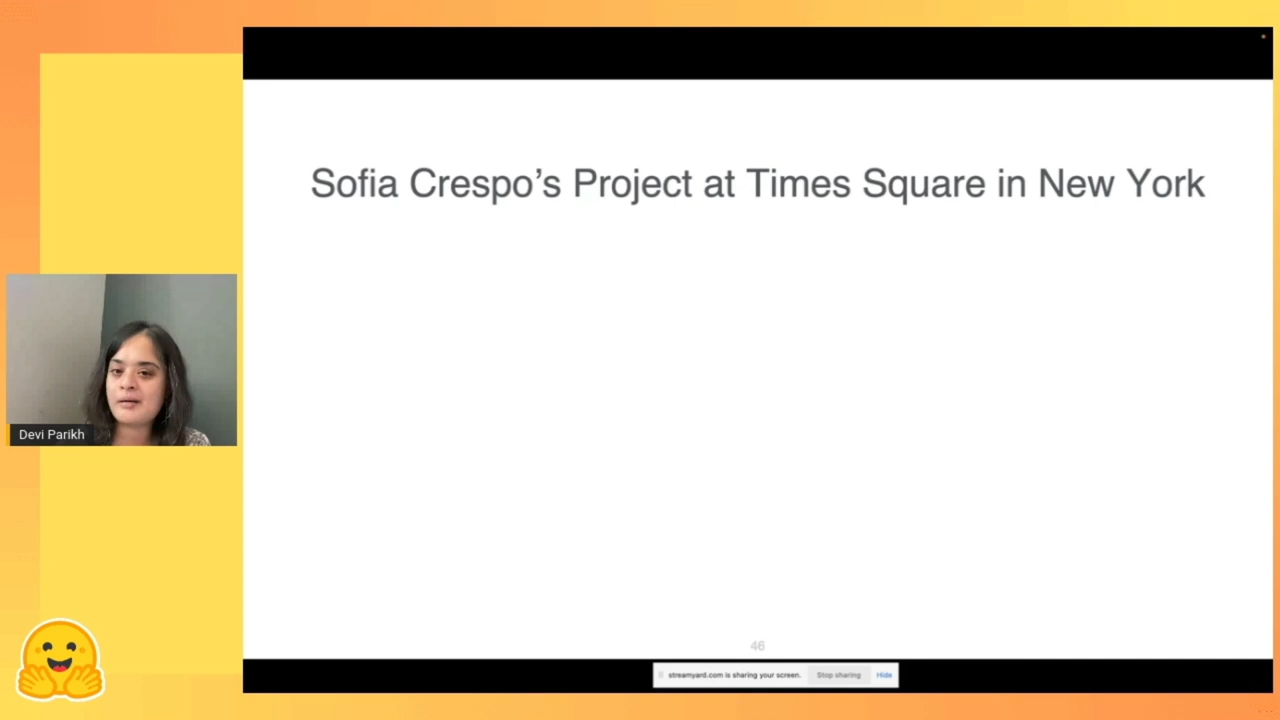 Sofia Crespo’s Project at Times Square in New York
Devi Parikh
46
streamyard.com is sharing your screen. Stop sharing Hide